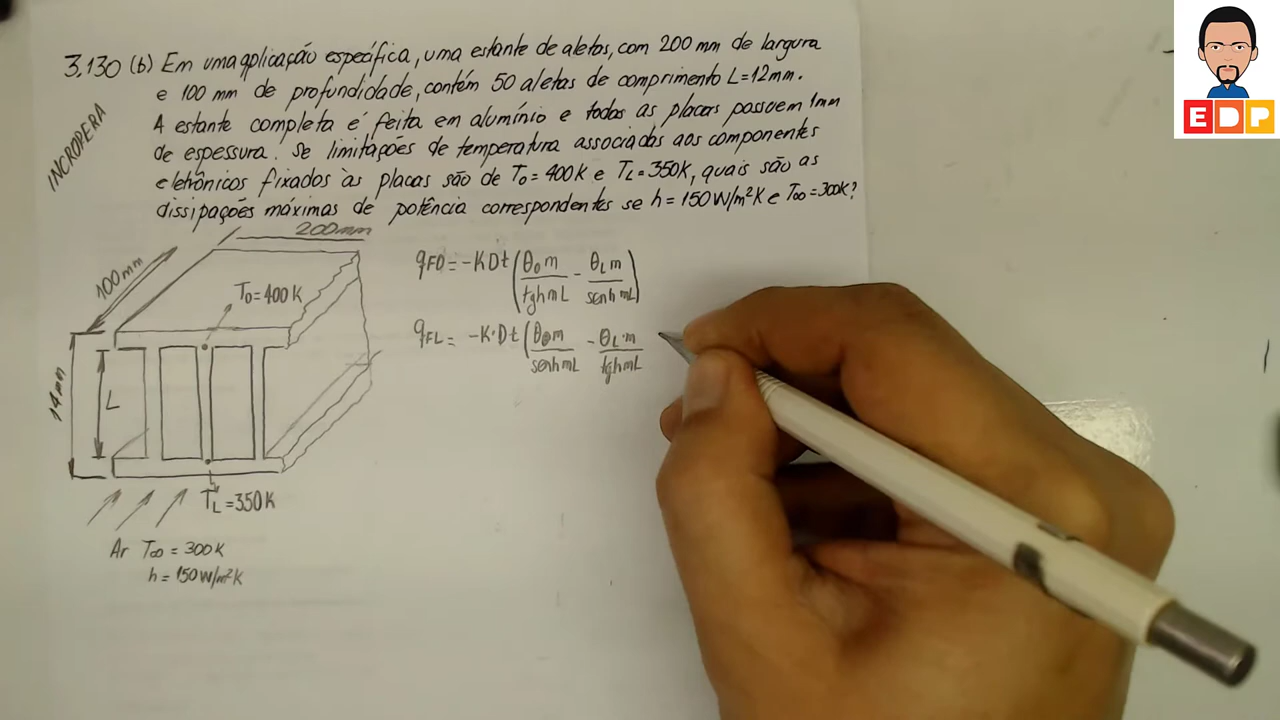 3.130 (b) Em uma aplicação específica, uma estante de aletas, com 200 mm de largura
e 100 mm de profundidade, contém 50 aletas de comprimento L=12mm.
A estante completa é feita em alumínio e todas as placas possuem 1mm
de espessura. Se limitações de temperatura associadas aos componentes
eletrônicos fixados às placas são de T0=400K e TL=350K, quais são as
dissipações máximas de potência correspondentes se h=150W/m²K e T∞=300K?
INCROPERA
200mm
100mm
T0=400K
14mm
L
TL=350K
Ar T∞=300K
h=150W/m²K
qF0=-KDt(θ0m/tghmL - θLm/senhmL)
qFL=-K·Dt(θ0m/senhmL - θL·m/tghmL
EDP